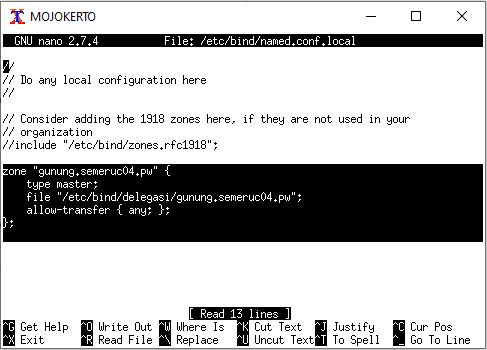 MOJOKERTO
GNU nano 2.7.4 File: /etc/bind/named.conf.local
//
// Do any local configuration here
//
// Consider adding the 1918 zones here, if they are not used in your
// organization
//include "/etc/bind/zones.rfc1918";
zone "gunung.semeruc04.pw" {
    type master;
    file "/etc/bind/delegasi/gunung.semeruc04.pw";
    allow-transfer { any; };
};
[ Read 13 lines ]
^G Get Help ^O Write Out ^W Where Is ^K Cut Text ^J Justify ^C Cur Pos
^X Exit ^R Read File ^\ Replace ^U Uncut Text ^T To Spell ^_ Go To Line